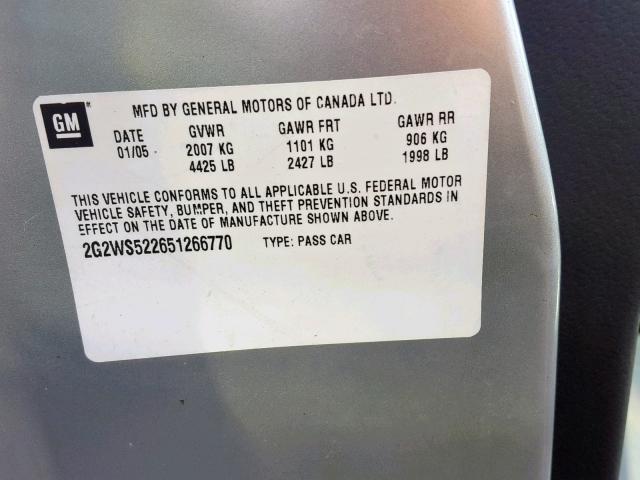 GM
MFD BY GENERAL MOTORS OF CANADA LTD.
DATE GVWR GAWR FRT GAWR RR
01/05 2007 KG 1101 KG 906 KG
4425 LB 2427 LB 1998 LB
THIS VEHICLE CONFORMS TO ALL APPLICABLE U.S. FEDERAL MOTOR
VEHICLE SAFETY, BUMPER, AND THEFT PREVENTION STANDARDS IN
EFFECT ON THE DATE OF MANUFACTURE SHOWN ABOVE.
2G2WS522651266770 TYPE: PASS CAR